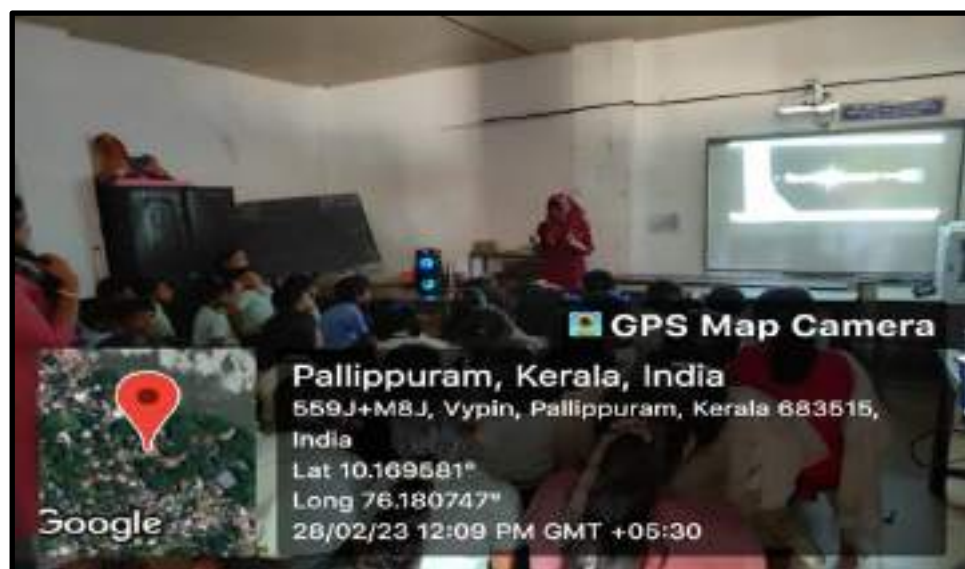 GPS Map Camera
Pallippuram, Kerala, India
559J+M8J, Vypin, Pallippuram, Kerala 683515,
India
Lat 10.169581°
Long 76.180747°
28/02/23 12:09 PM GMT +05:30
Google